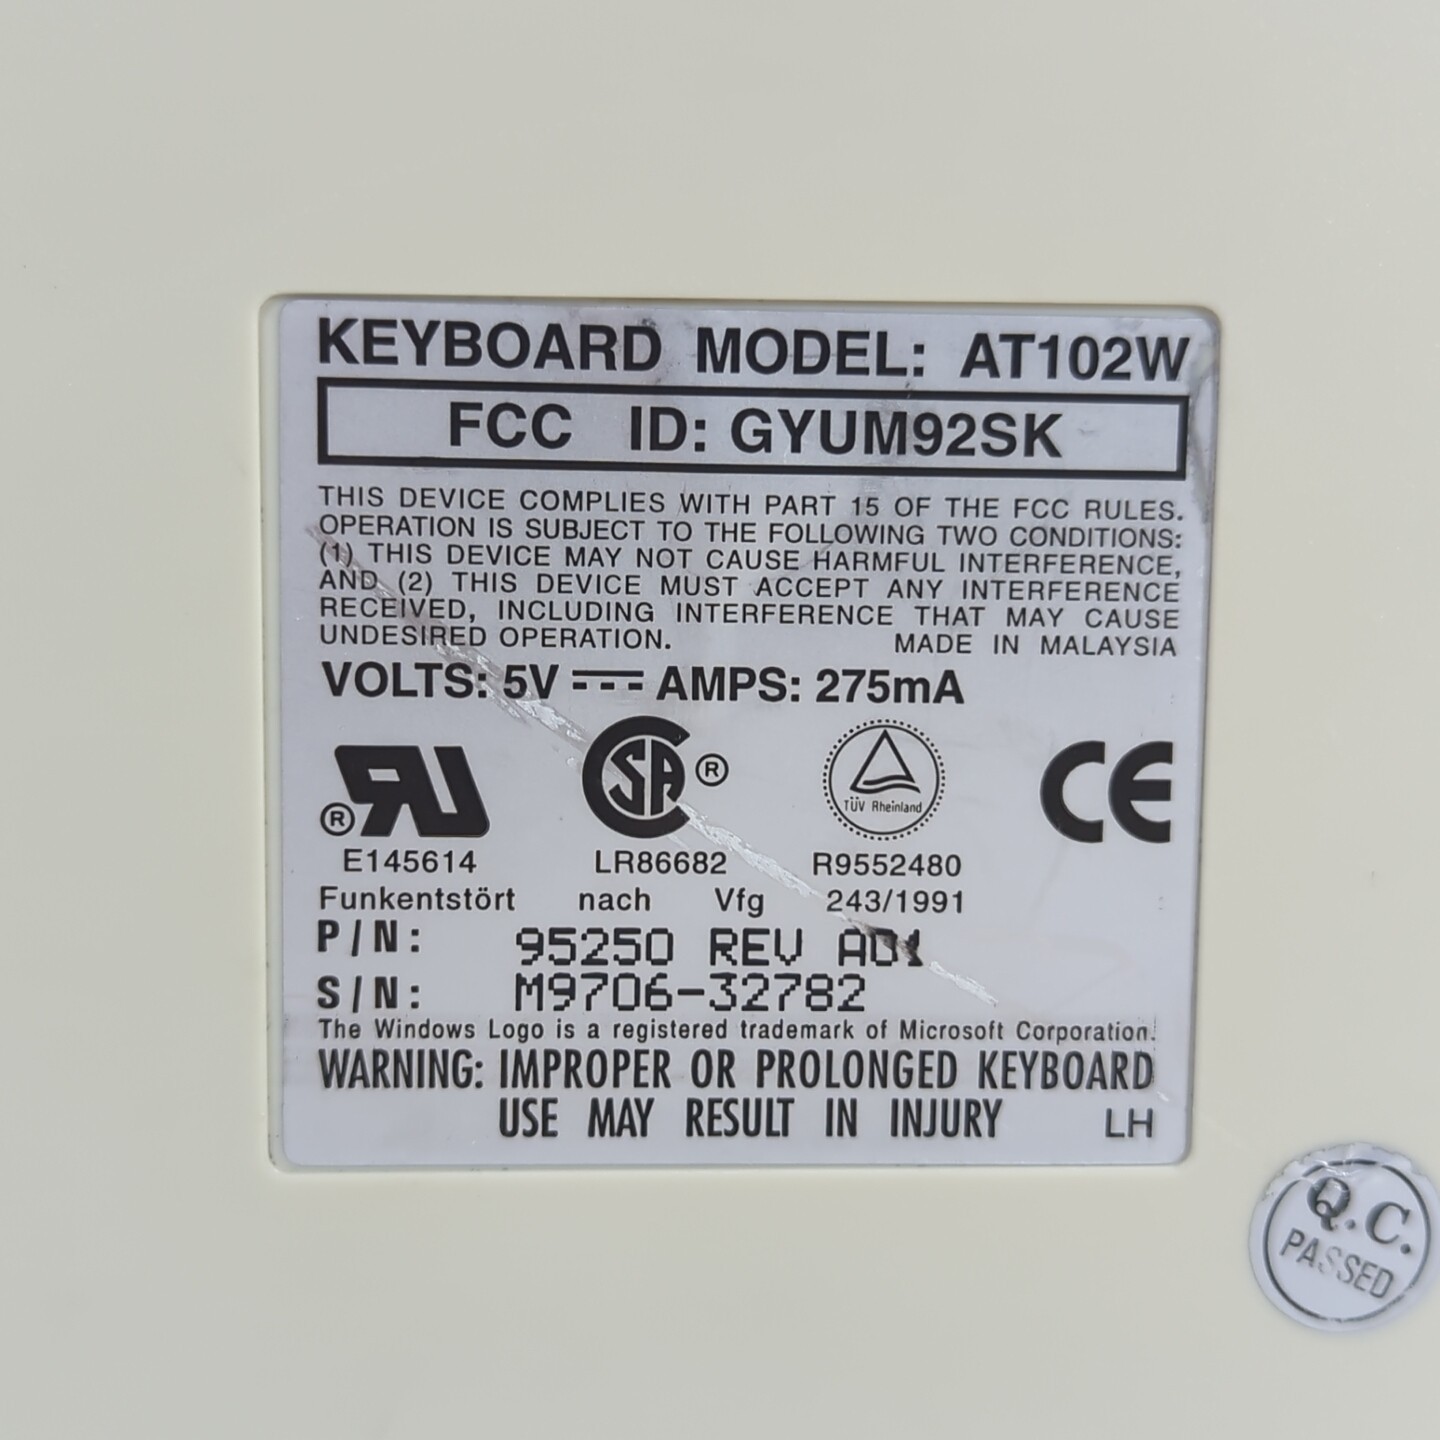 KEYBOARD MODEL: AT102W
FCC ID: GYUM92SK
THIS DEVICE COMPLIES WITH PART 15 OF THE FCC RULES.
OPERATION IS SUBJECT TO THE FOLLOWING TWO CONDITIONS:
(1) THIS DEVICE MAY NOT CAUSE HARMFUL INTERFERENCE,
AND (2) THIS DEVICE MUST ACCEPT ANY INTERFERENCE
RECEIVED, INCLUDING INTERFERENCE THAT MAY CAUSE
UNDESIRED OPERATION. MADE IN MALAYSIA
VOLTS: 5V AMPS: 275mA
® RU SA ® TÜV Rheinland CE
E145614 LR86682 R9552480
Funkentstört nach Vfg 243/1991
P/N: 95250 REV A01
S/N: M9706-32782
The Windows Logo is a registered trademark of Microsoft Corporation.
WARNING: IMPROPER OR PROLONGED KEYBOARD
USE MAY RESULT IN INJURY LH
Q.C.
PASSED